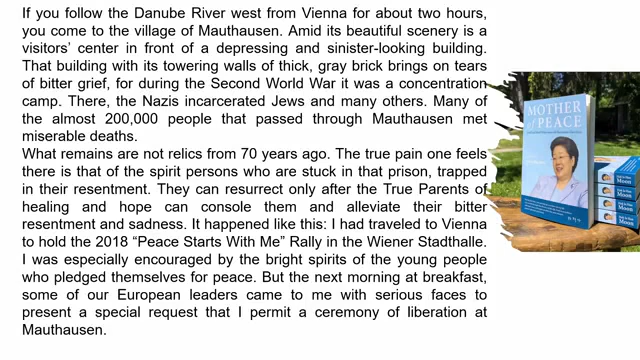 If you follow the Danube River west from Vienna for about two hours,
you come to the village of Mauthausen. Amid its beautiful scenery is a
visitors’ center in front of a depressing and sinister-looking building.
That building with its towering walls of thick, gray brick brings on tears
of bitter grief, for during the Second World War it was a concentration
camp. There, the Nazis incarcerated Jews and many others. Many of
the almost 200,000 people that passed through Mauthausen met
miserable deaths.
What remains are not relics from 70 years ago. The true pain one feels
there is that of the spirit persons who are stuck in that prison, trapped
in their resentment. They can resurrect only after the True Parents of
healing and hope can console them and alleviate their bitter
resentment and sadness. It happened like this: I had traveled to Vienna
to hold the 2018 “Peace Starts With Me” Rally in the Wiener Stadthalle.
I was especially encouraged by the bright spirits of the young people
who pledged themselves for peace. But the next morning at breakfast,
some of our European leaders came to me with serious faces to
present a special request that I permit a ceremony of liberation at
Mauthausen.
MOTHER
of PEACE
Moon
Moon
Moon
Moon